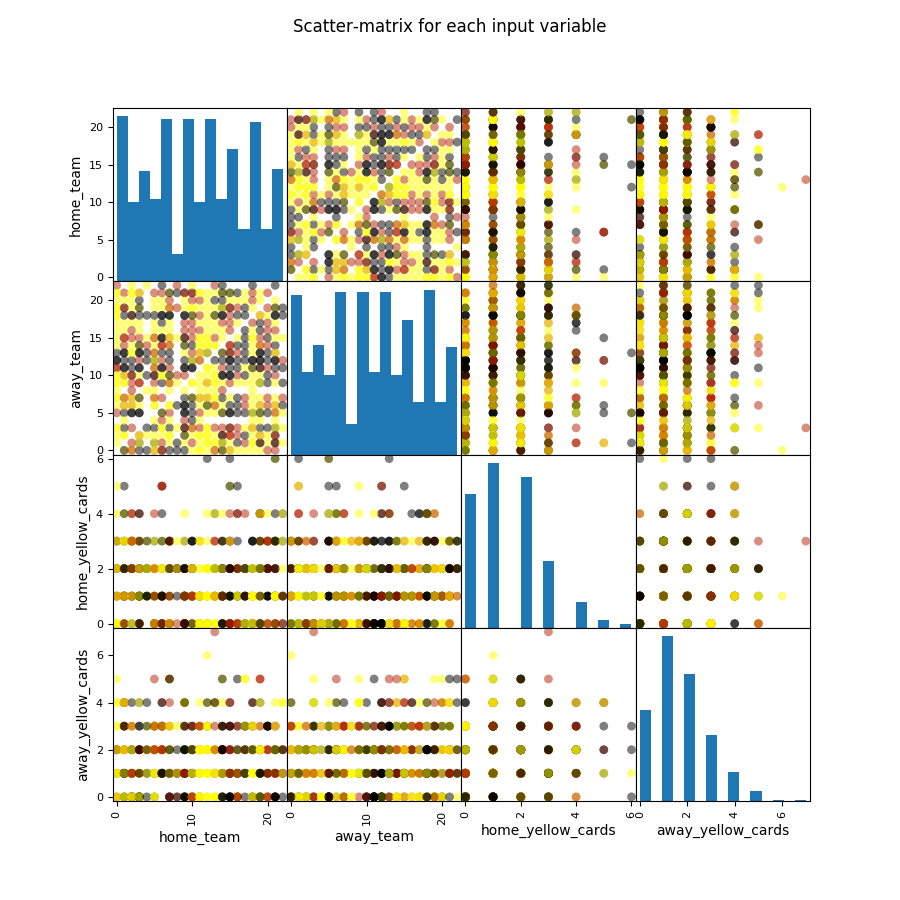 Scatter-matrix for each input variable
home_team
20
15
10
5
0
away_team
20
15
10
5
0
home_yellow_cards
6
4
2
0
away_yellow_cards
6
4
2
0
0 10 20 0 10 20 0 2 4 6 0 2 4 6
home_team away_team home_yellow_cards away_yellow_cards